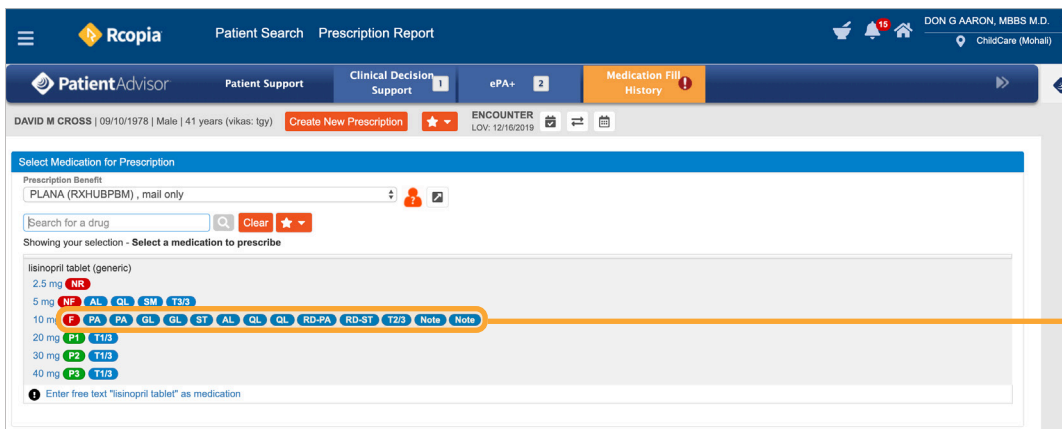 Rcopia Patient Search Prescription Report 15 DON G AARON, MBBS M.D.
ChildCare (Mohali)
PatientAdvisor Patient Support Clinical Decision Support 1 ePA+ 2 Medication Fill History
DAVID M CROSS | 09/10/1978 | Male | 41 years (vikas: tgy) Create New Prescription ENCOUNTER
LOV: 12/16/2019
Select Medication for Prescription
Prescription Benefit
PLANA (RXHUBPBM) , mail only
?
Search for a drug Clear
Showing your selection - Select a medication to prescribe
lisinopril tablet (generic)
2.5 mg NR
5 mg NF AL QL SM T3/3
10 mg F PA PA GL GL ST AL QL QL RD-PA RD-ST T2/3 Note Note
20 mg P1 T1/3
30 mg P2 T1/3
40 mg P3 T1/3
Enter free text "lisinopril tablet" as medication